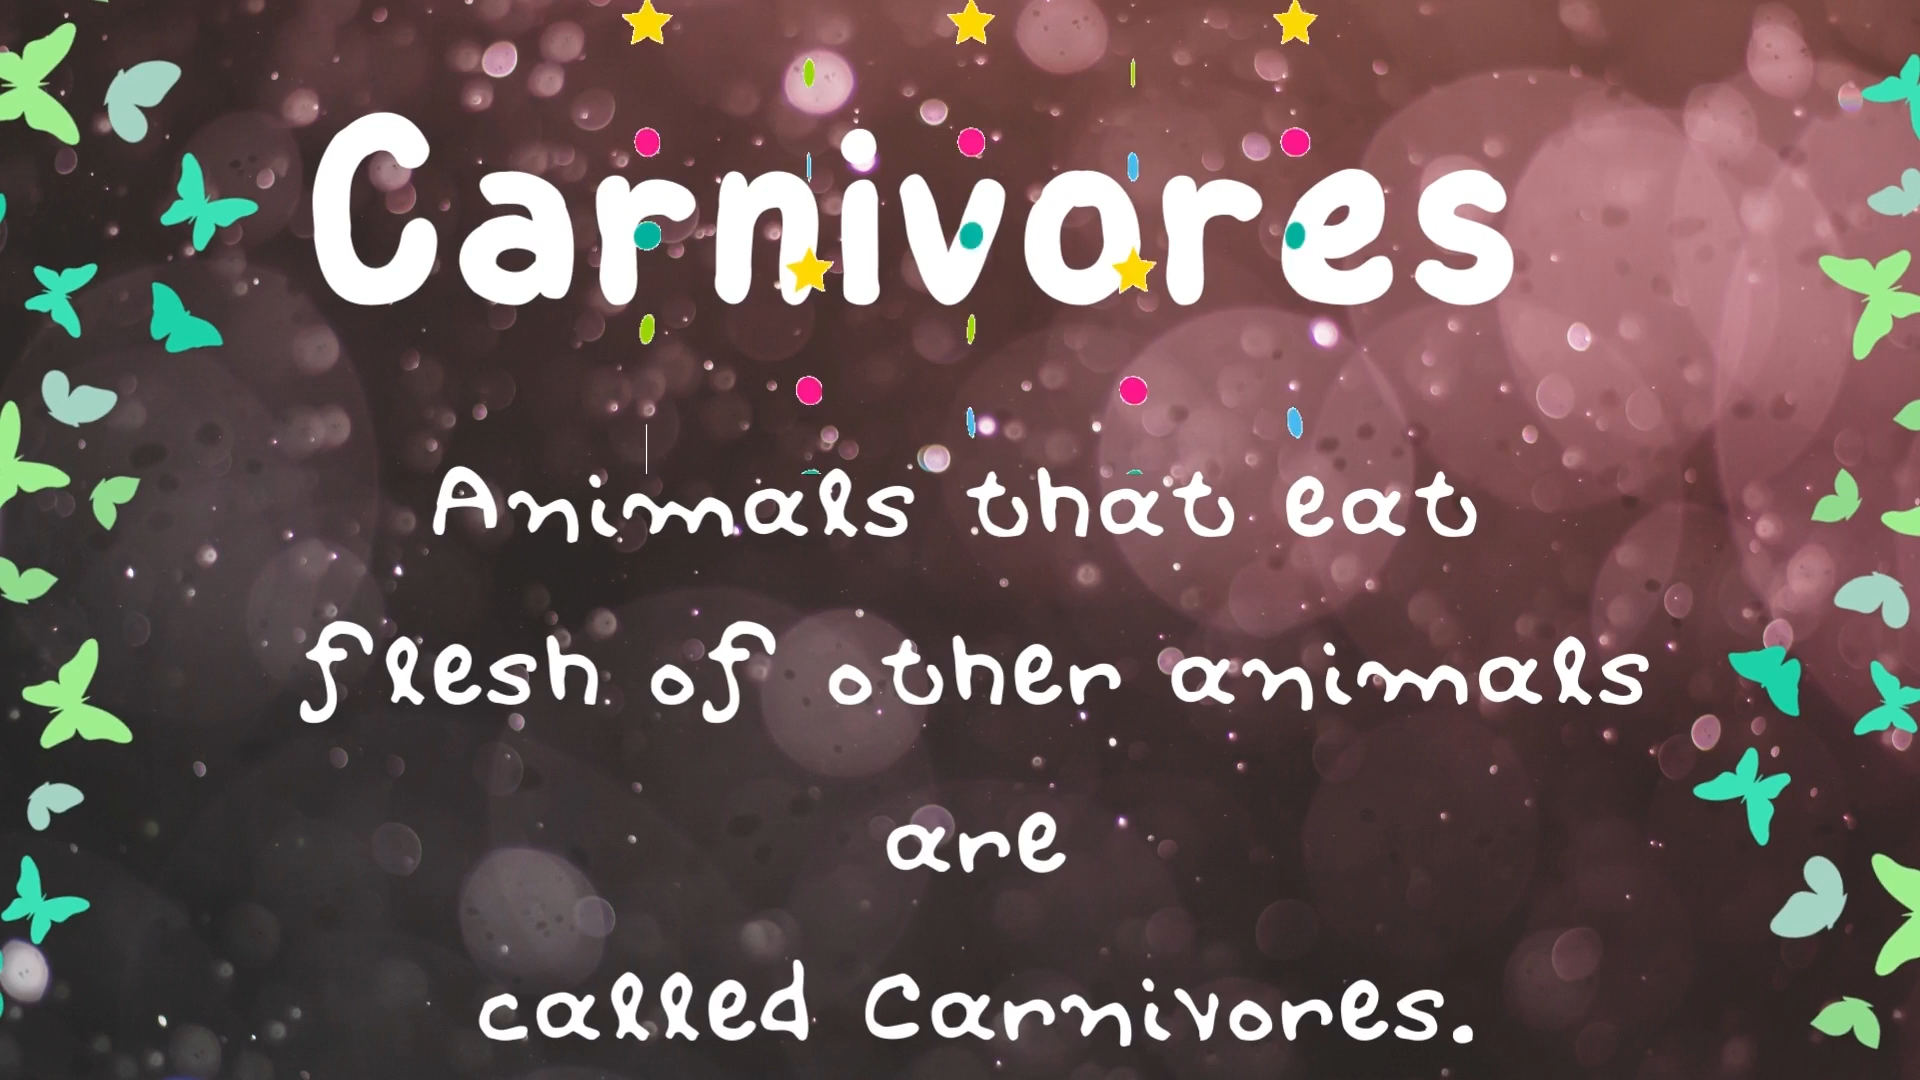 Carnivores
Animals that eat
flesh of other animals
are
called Carnivores.